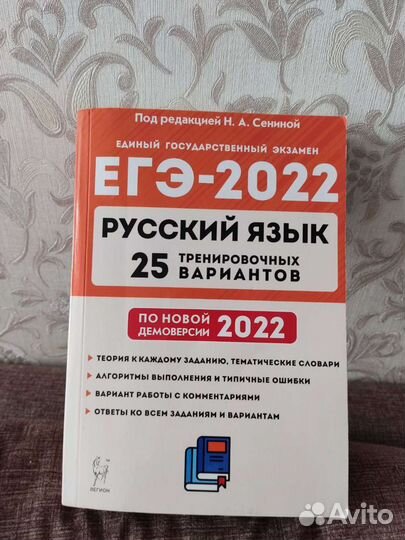 Под редакцией Н. А. Сениной
ЕДИНЫЙ ГОСУДАРСТВЕННЫЙ ЭКЗАМЕН
ЕГЭ-2022
РУССКИЙ ЯЗЫК
25 ТРЕНИРОВОЧНЫХ
ВАРИАНТОВ
ПО НОВОЙ
ДЕМОВЕРСИИ 2022
ТЕОРИЯ К КАЖДОМУ ЗАДАНИЮ, ТЕМАТИЧЕСКИЕ СЛОВАРИ
АЛГОРИТМЫ ВЫПОЛНЕНИЯ И ТИПИЧНЫЕ ОШИБКИ
ВАРИАНТ РАБОТЫ С КОММЕНТАРИЯМИ
ОТВЕТЫ КО ВСЕМ ЗАДАНИЯМ И ВАРИАНТАМ
ЛЕГИОН
Avito